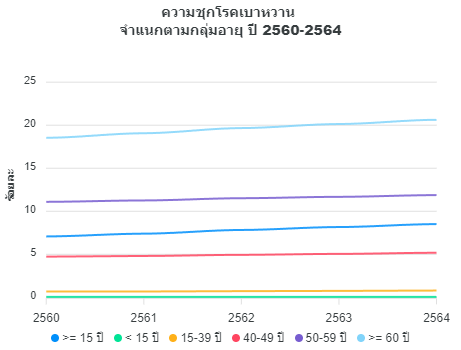 ความชุกโรคเบาหวาน
จำแนกตามกลุ่มอายุ ปี 2560-2564
ร้อยละ
25
20
15
10
5
0
2560 2561 2562 2563 2564
>= 15 ปี < 15 ปี 15-39 ปี 40-49 ปี 50-59 ปี >= 60 ปี